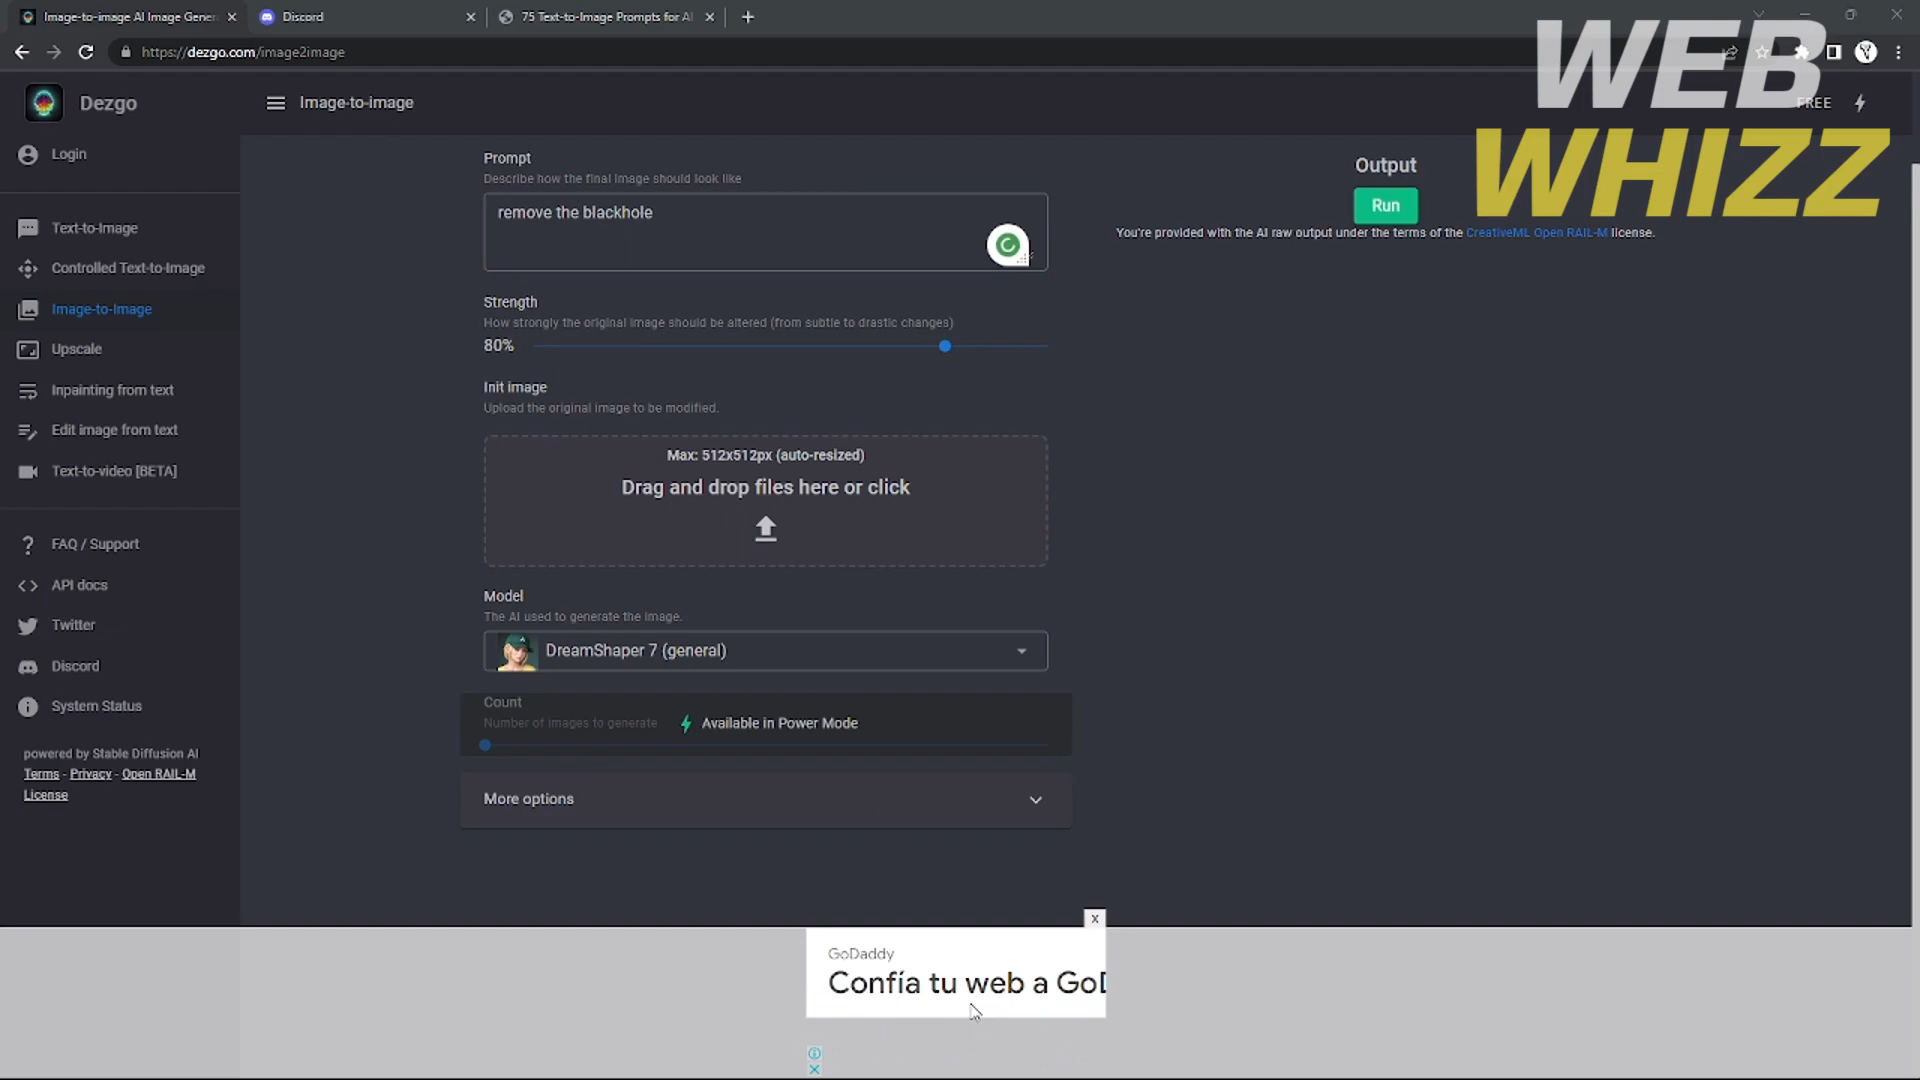 Image-to-image AI Image Gener
Discord
75 Text-to-Image Prompts for AI
https://dezgo.com/image2image
WEB
WHIZZ
Dezgo
Image-to-image
FREE
Login
Text-to-Image
Controlled Text-to-Image
Image-to-Image
Upscale
Inpainting from text
Edit image from text
Text-to-video [BETA]
FAQ / Support
API docs
Twitter
Discord
System Status
powered by Stable Diffusion AI
Terms - Privacy - Open RAIL-M
License
Prompt
Describe how the final image should look like
remove the blackhole
Strength
How strongly the original image should be altered (from subtle to drastic changes)
80%
Init image
Upload the original image to be modified.
Max: 512x512px (auto-resized)
Drag and drop files here or click
Model
The AI used to generate the image.
DreamShaper 7 (general)
Count
Number of images to generate
Available in Power Mode
More options
Output
Run
You're provided with the AI raw output under the terms of the CreativeML Open RAIL-M license.
x
GoDaddy
Confía tu web a GoD